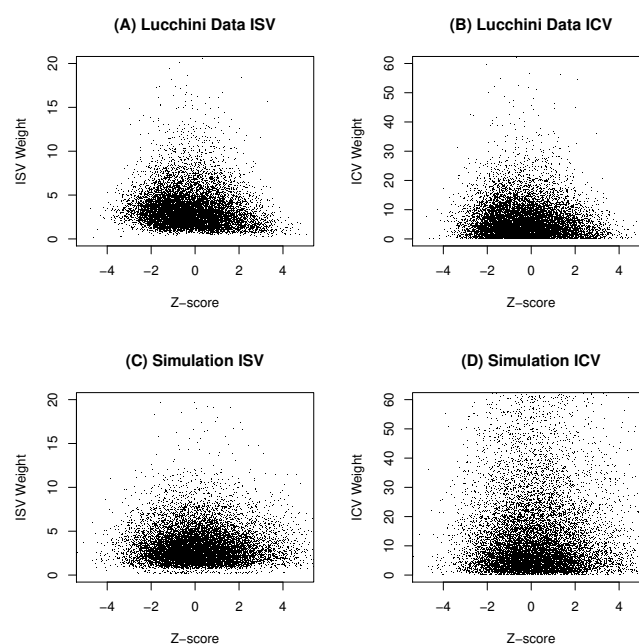 (A) Lucchini Data ISV
ISV Weight
20
15
10
5
0
−4 −2 0 2 4
Z−score
(B) Lucchini Data ICV
ICV Weight
60
50
40
30
20
10
0
−4 −2 0 2 4
Z−score
(C) Simulation ISV
ISV Weight
20
15
10
5
0
−4 −2 0 2 4
Z−score
(D) Simulation ICV
ICV Weight
60
50
40
30
20
10
0
−4 −2 0 2 4
Z−score